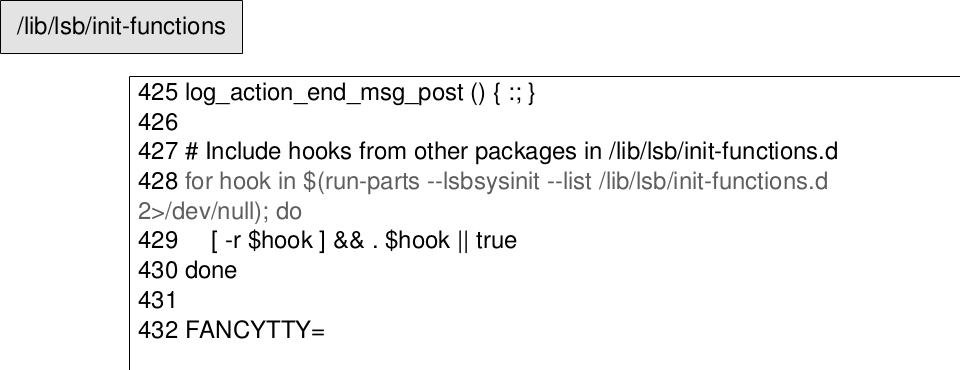 /lib/lsb/init-functions
425 log_action_end_msg_post () { :; }
426
427 # Include hooks from other packages in /lib/lsb/init-functions.d
428 for hook in $(run-parts --lsbsysinit --list /lib/lsb/init-functions.d
2>/dev/null); do
429     [ -r $hook ] && . $hook || true
430 done
431
432 FANCYTTY=